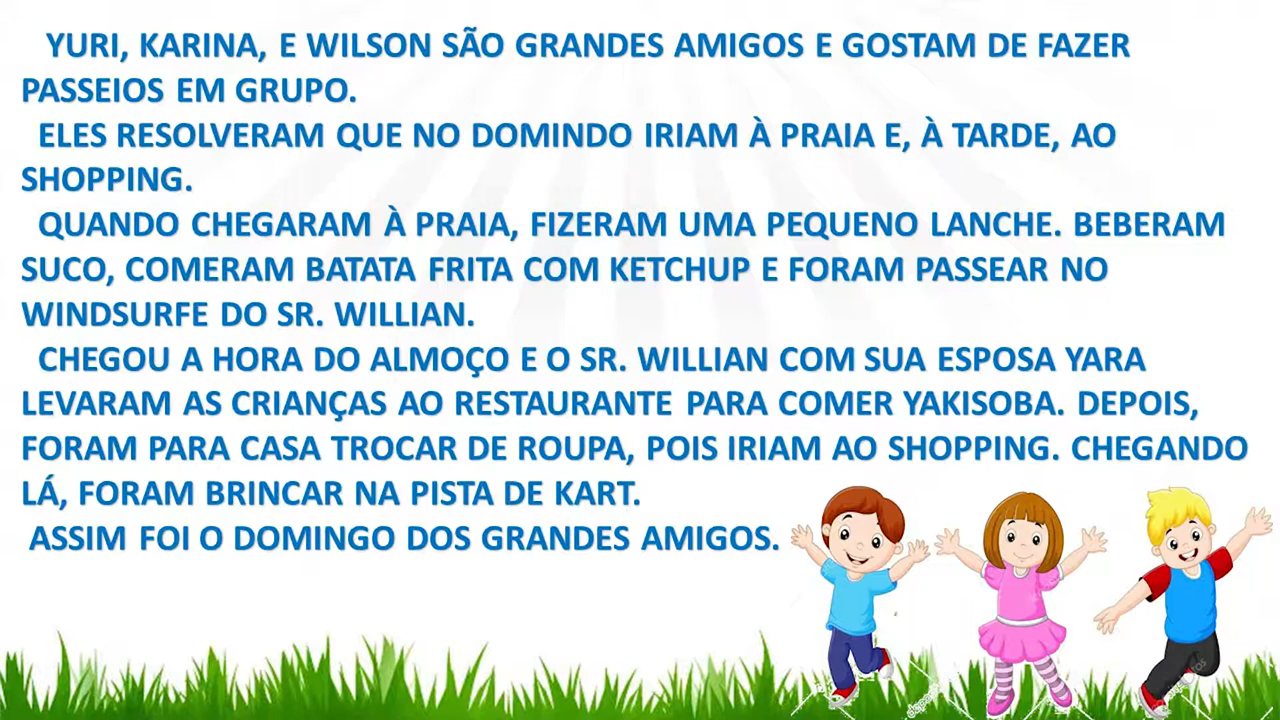 YURI, KARINA, E WILSON SÃO GRANDES AMIGOS E GOSTAM DE FAZER
PASSEIOS EM GRUPO.
ELES RESOLVERAM QUE NO DOMINDO IRIAM À PRAIA E, À TARDE, AO
SHOPPING.
QUANDO CHEGARAM À PRAIA, FIZERAM UMA PEQUENO LANCHE. BEBERAM
SUCO, COMERAM BATATA FRITA COM KETCHUP E FORAM PASSEAR NO
WINDSURFE DO SR. WILLIAN.
CHEGOU A HORA DO ALMOÇO E O SR. WILLIAN COM SUA ESPOSA YARA
LEVARAM AS CRIANÇAS AO RESTAURANTE PARA COMER YAKISOBA. DEPOIS,
FORAM PARA CASA TROCAR DE ROUPA, POIS IRIAM AO SHOPPING. CHEGANDO
LÁ, FORAM BRINCAR NA PISTA DE KART.
ASSIM FOI O DOMINGO DOS GRANDES AMIGOS.